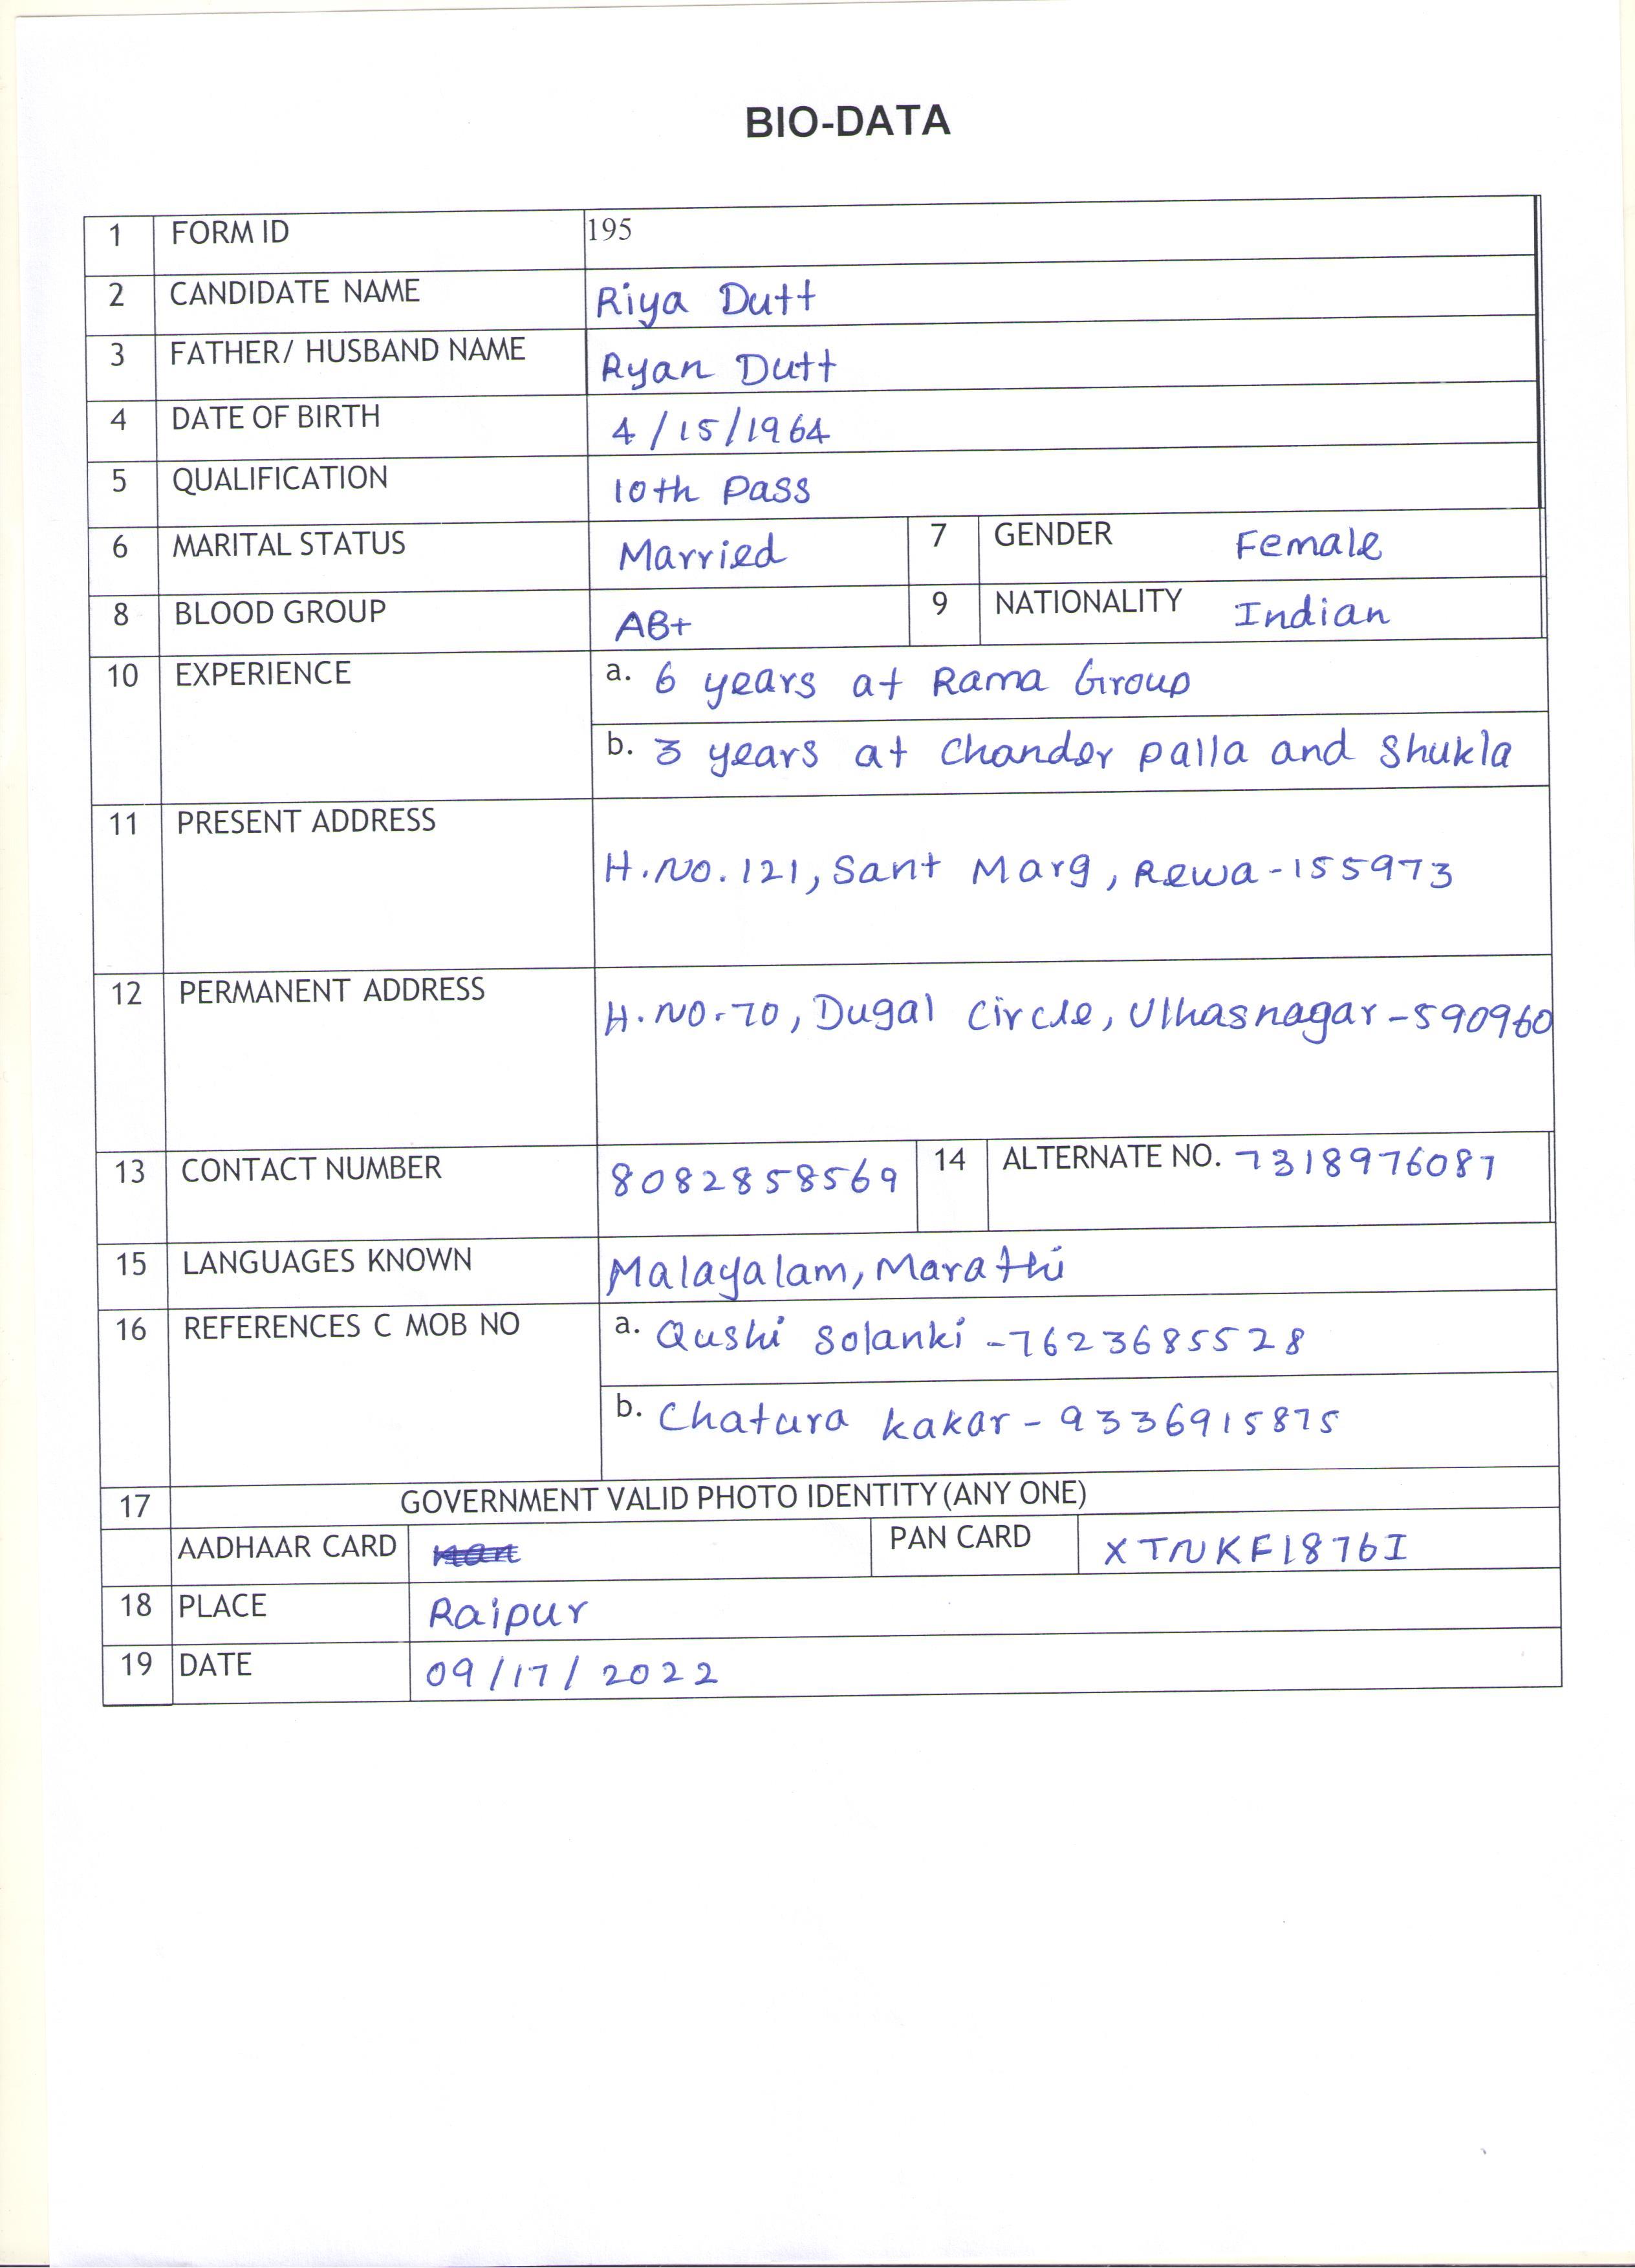 BIO-DATA
1 FORM ID 195
2 CANDIDATE NAME Riya Dutt
3 FATHER/ HUSBAND NAME Ryan Dutt
4 DATE OF BIRTH 4/15/1964
5 QUALIFICATION 10th Pass
6 MARITAL STATUS Married 7 GENDER Female
8 BLOOD GROUP AB+ 9 NATIONALITY Indian
10 EXPERIENCE a. 6 years at Rama Group
b. 3 years at Chander palla and Shukla
11 PRESENT ADDRESS
H.NO. 121, Sant Marg, Rewa-155973
12 PERMANENT ADDRESS
H.NO-70, Dugal Circle, Ulhasnagar-590960
13 CONTACT NUMBER 8082858569 14 ALTERNATE NO. 7318976087
15 LANGUAGES KNOWN Malayalam, Marathi
16 REFERENCES C MOB NO a. Qushi Solanki -7623685528
b. Chatura kakar - 9336915875
17 GOVERNMENT VALID PHOTO IDENTITY (ANY ONE)
AADHAAR CARD PAN CARD XTNKF1876I
18 PLACE Raipur
19 DATE 09/17/2022